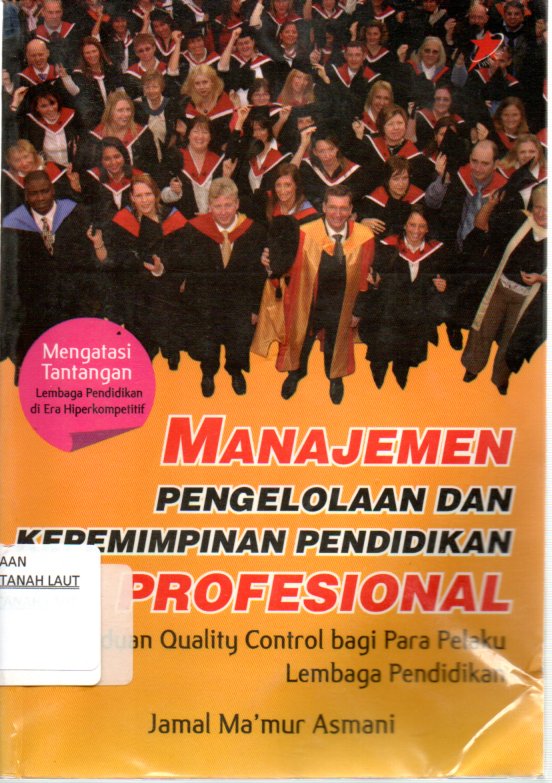 Mengatasi
Tantangan
Lembaga Pendidikan
di Era Hiperkompetitif
MANAJEMEN
PENGELOLAAN DAN
KEPEMIMPINAN PENDIDIKAN
PROFESIONAL
AAN
TANAH LAUT
duan Quality Control bagi Para Pelaku
Lembaga Pendidikan
Jamal Ma'mur Asmani